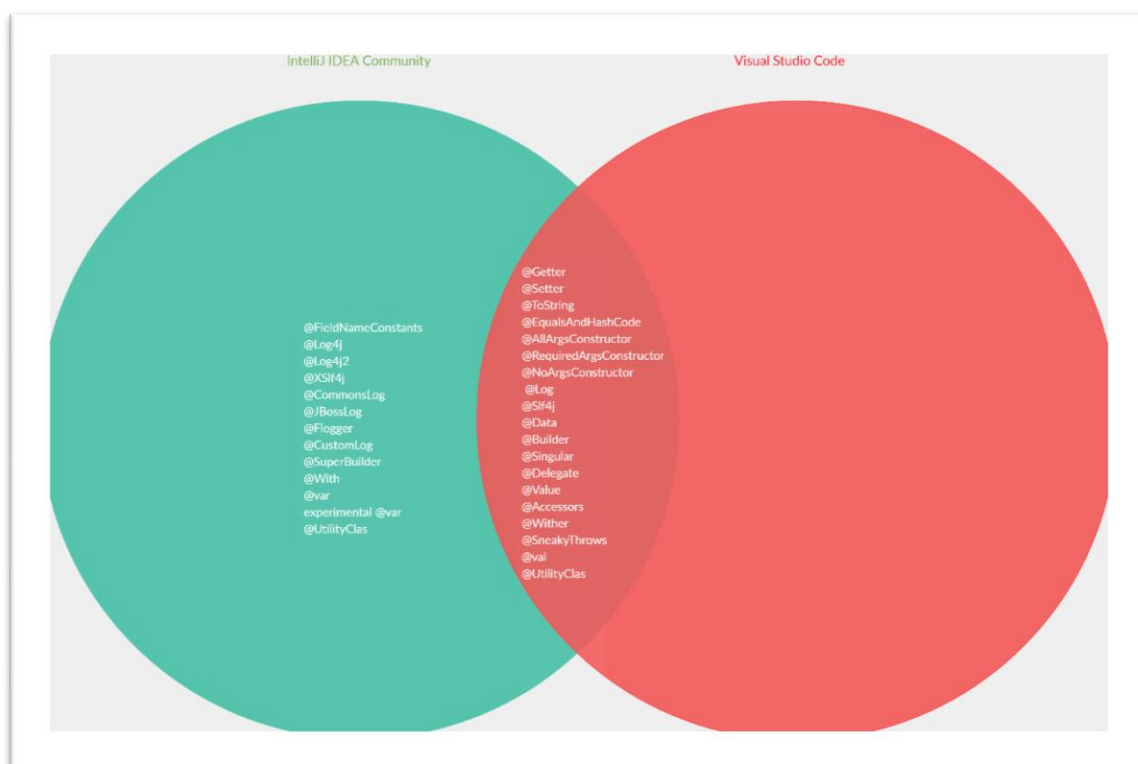 IntelliJ IDEA Community
Visual Studio Code
@FieldNameConstants
@Log4j
@Log4j2
@XSlf4j
@CommonsLog
@JBossLog
@Flogger
@CustomLog
@SuperBuilder
@With
@var
experimental @var
@UtilityClas
@Getter
@Setter
@ToString
@EqualsAndHashCode
@AllArgsConstructor
@RequiredArgsConstructor
@NoArgsConstructor
@Log
@Slf4j
@Data
@Builder
@Singular
@Delegate
@Value
@Accessors
@Wither
@SneakyThrows
@val
@UtilityClas